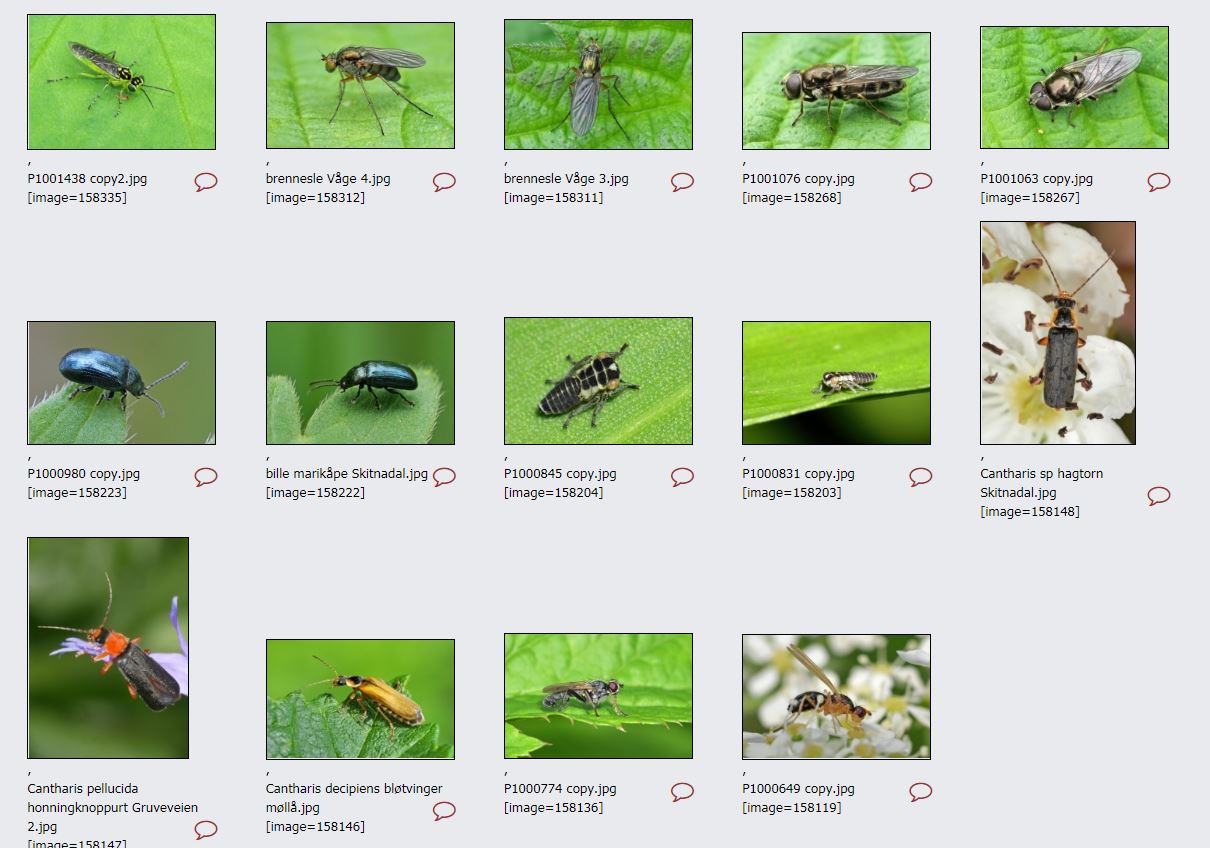 ,
P1001438 copy2.jpg
[image=158335]
,
brennesle Våge 4.jpg
[image=158312]
,
brennesle Våge 3.jpg
[image=158311]
,
P1001076 copy.jpg
[image=158268]
,
P1001063 copy.jpg
[image=158267]
,
P1000980 copy.jpg
[image=158223]
,
bille marikåpe Skitnadal.jpg
[image=158222]
,
P1000845 copy.jpg
[image=158204]
,
P1000831 copy.jpg
[image=158203]
,
Cantharis sp hagtorn
Skitnadal.jpg
[image=158148]
,
Cantharis pellucida
honningknoppurt Gruveveien
2.jpg
[image=158147]
,
Cantharis decipiens bløtvinger
møllå.jpg
[image=158146]
,
P1000774 copy.jpg
[image=158136]
,
P1000649 copy.jpg
[image=158119]